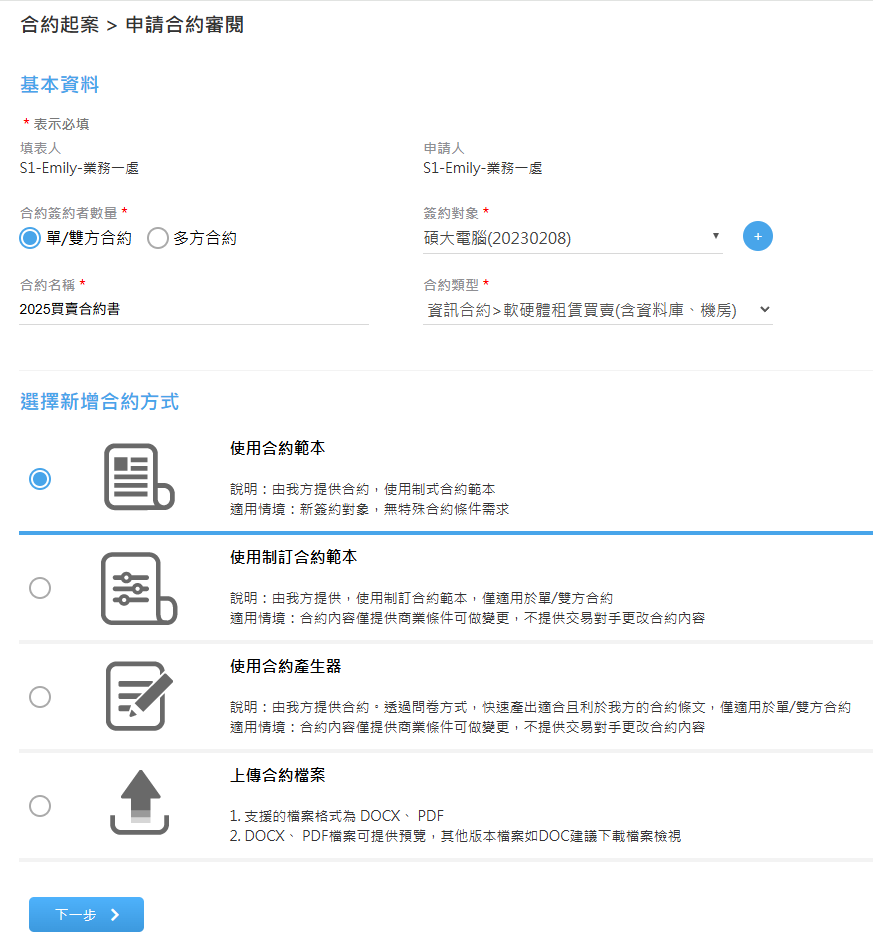 合約起案 > 申請合約審閱
基本資料
* 表示必填
填表人
S1-Emily-業務一處
申請人
S1-Emily-業務一處
合約簽約者數量 *
單/雙方合約 多方合約
簽約對象 *
碩大電腦(20230208)
+
合約名稱 *
2025買賣合約書
合約類型 *
資訊合約>軟硬體租賃買賣(含資料庫、機房)
選擇新增合約方式
使用合約範本
說明：由我方提供合約，使用制式合約範本
適用情境：新簽約對象，無特殊合約條件需求
使用制訂合約範本
說明：由我方提供，使用制訂合約範本，僅適用於單/雙方合約
適用情境：合約內容僅提供商業條件可做變更，不提供交易對手更改合約內容
使用合約產生器
說明：由我方提供合約。透過問卷方式，快速產出適合且利於我方的合約條文，僅適用於單/雙方合約
適用情境：合約內容僅提供商業條件可做變更，不提供交易對手更改合約內容
上傳合約檔案
1. 支援的檔案格式為 DOCX、 PDF
2. DOCX、 PDF檔案可提供預覽，其他版本檔案如DOC建議下載檔案檢視
下一步